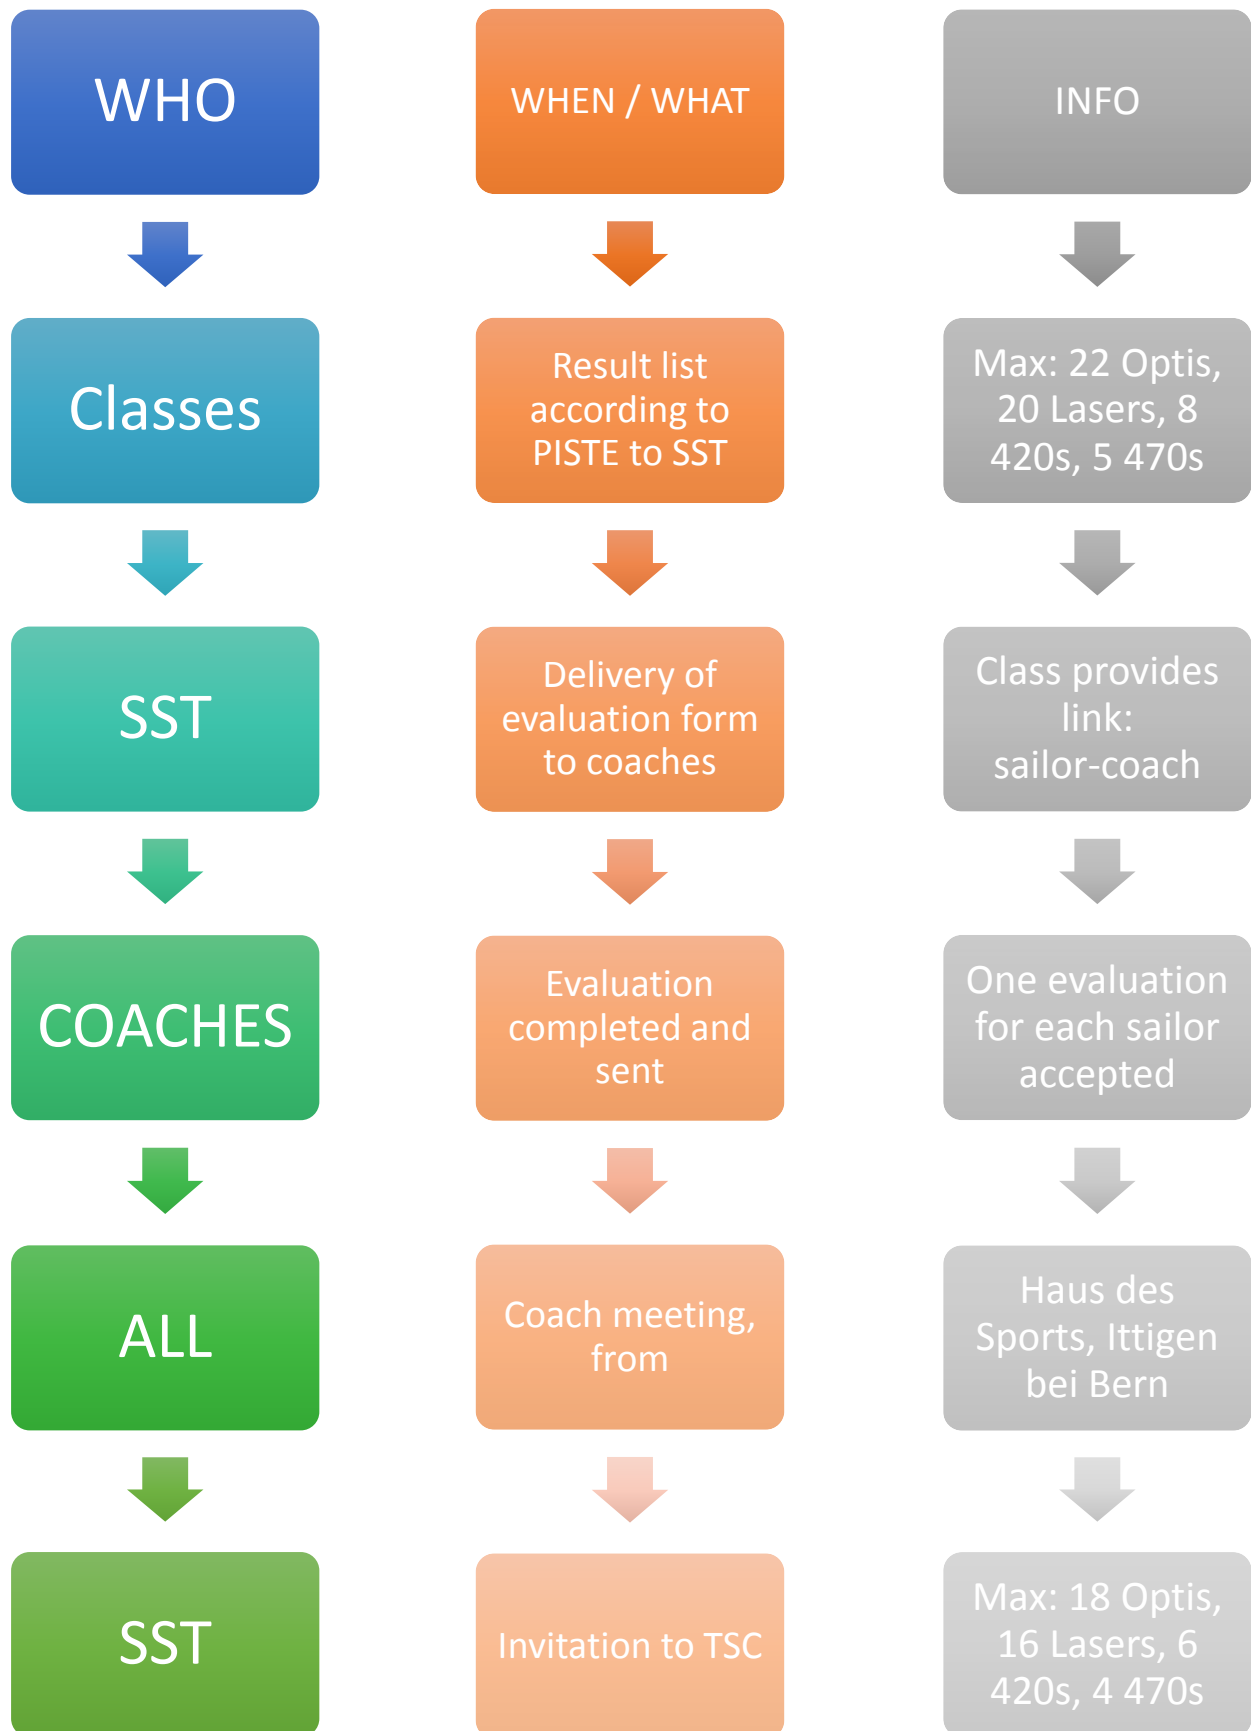 WHO
WHEN / WHAT
INFO
Classes
Result list
according to
PISTE to SST
Max: 22 Optis,
20 Lasers, 8
420s, 5 470s
SST
Delivery of
evaluation form
to coaches
Class provides
link:
sailor-coach
COACHES
Evaluation
completed and
sent
One evaluation
for each sailor
accepted
ALL
Coach meeting,
from
Haus des
Sports, Ittigen
bei Bern
SST
Invitation to TSC
Max: 18 Optis,
16 Lasers, 6
420s, 4 470s